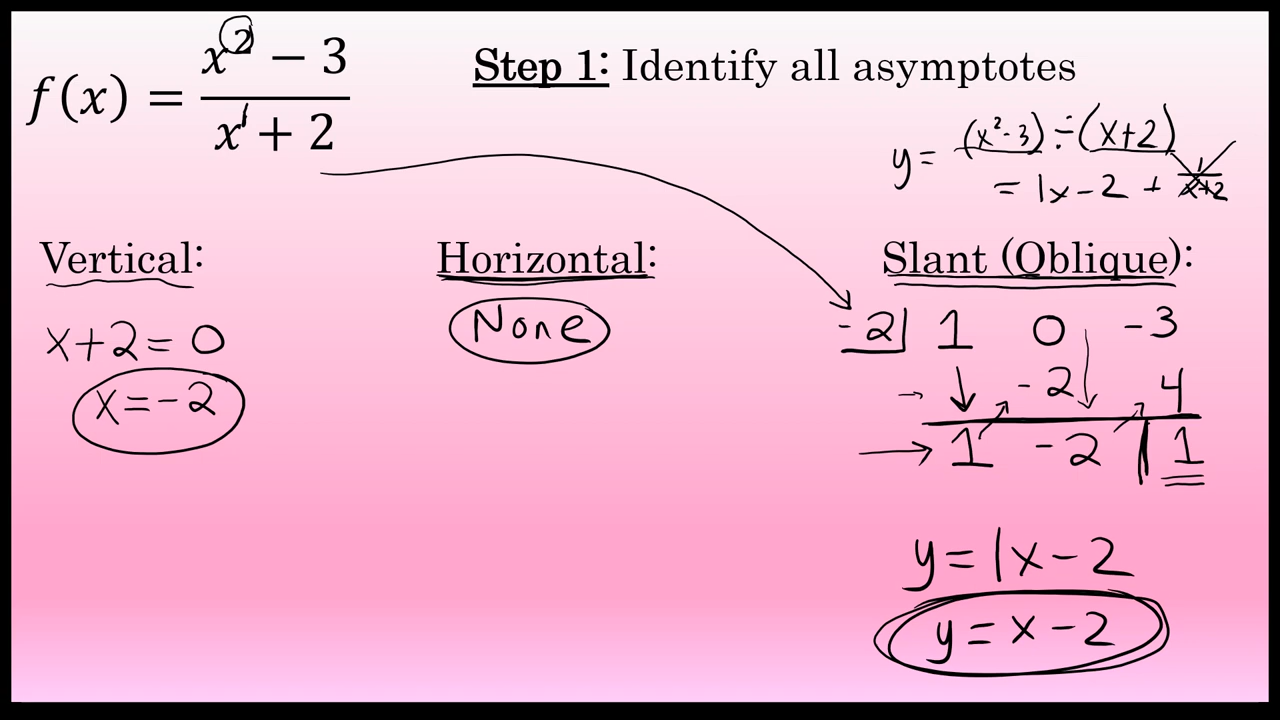 f(x) = (x² − 3)/(x¹ + 2)
Step 1: Identify all asymptotes
y = (x² - 3) ÷ (x+2)
= 1x - 2 + 1/(x+2)
Vertical:
x+2 = 0
x = -2
Horizontal:
None
Slant (Oblique):
-2| 1 0 -3
-2 4
1 -2 | 1
y = 1x - 2
y = x - 2